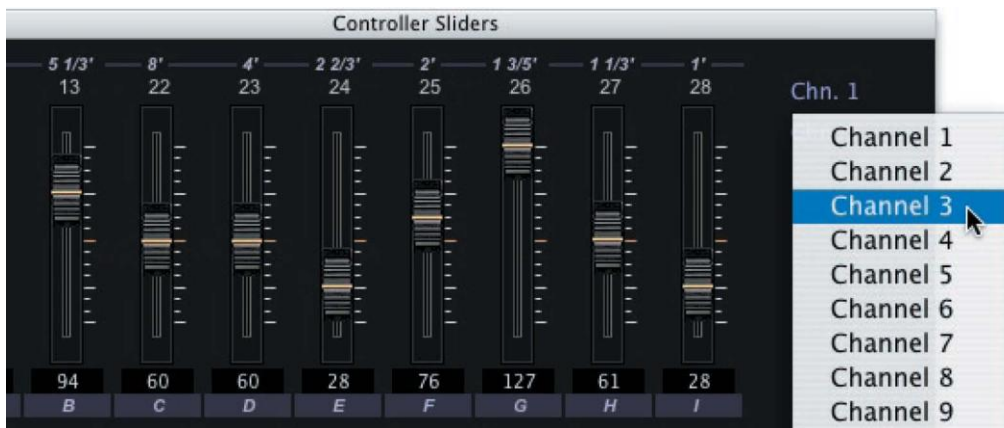 Controller Sliders
5 1/3' 8' 4' 2 2/3' 2' 1 3/5' 1 1/3' 1'
13 22 23 24 25 26 27 28
Chn. 1
Channel 1
Channel 2
Channel 3
Channel 4
Channel 5
Channel 6
Channel 7
Channel 8
Channel 9
94 60 60 28 76 127 61 28
B C D E F G H I